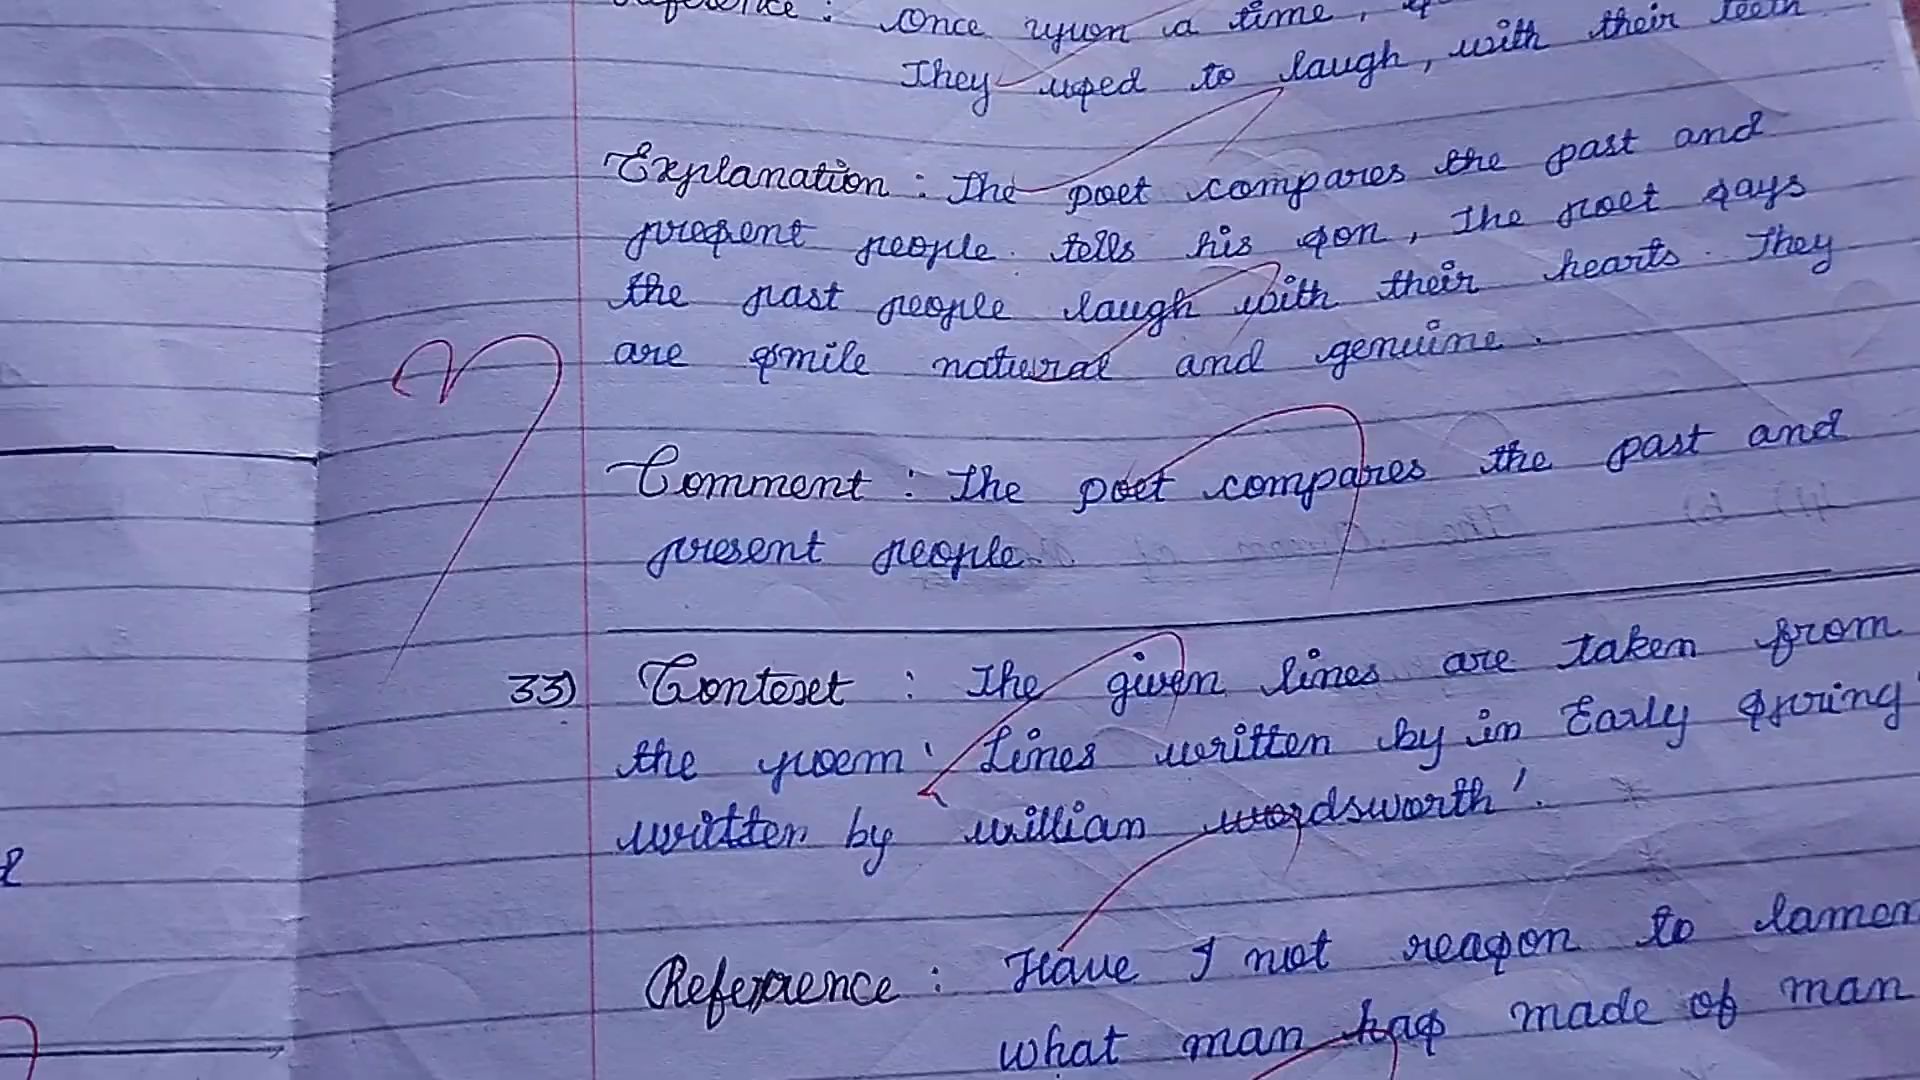 Reference : Once upon a time,
They used to laugh, with their teeth
Explanation : The poet compares the past and
present people. tells his son, The poet says
the past people laugh with their hearts. They
are smile natural and genuine.
Comment : The poet compares the past and
present people.
33) Context : The given lines are taken from
the poem 'Lines written by in Early Spring'
written by willian wordsworth'.
Reference : Have I not reason to lamen
what man has made of man